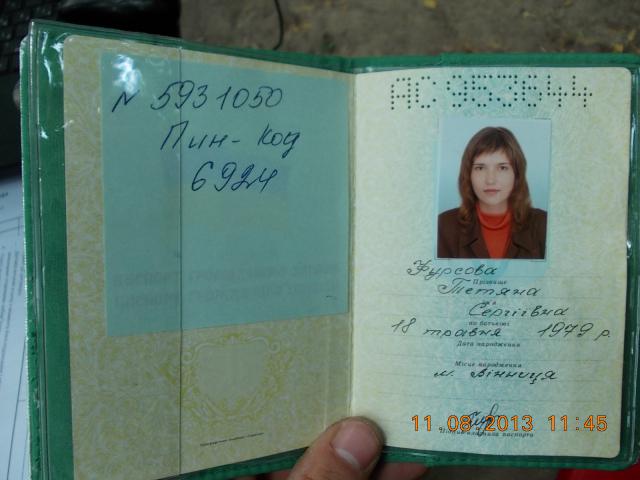 N 5931050
Пин-код
6924
АС 953644
Фурсова
Прізвище
Тетяна
Ім'я
Сергіївна
по батькові
18 травня 1979 р.
Дата народження
Місце народження
м. Вінниця
11 08 2013 11:45
Підпис власника паспорта